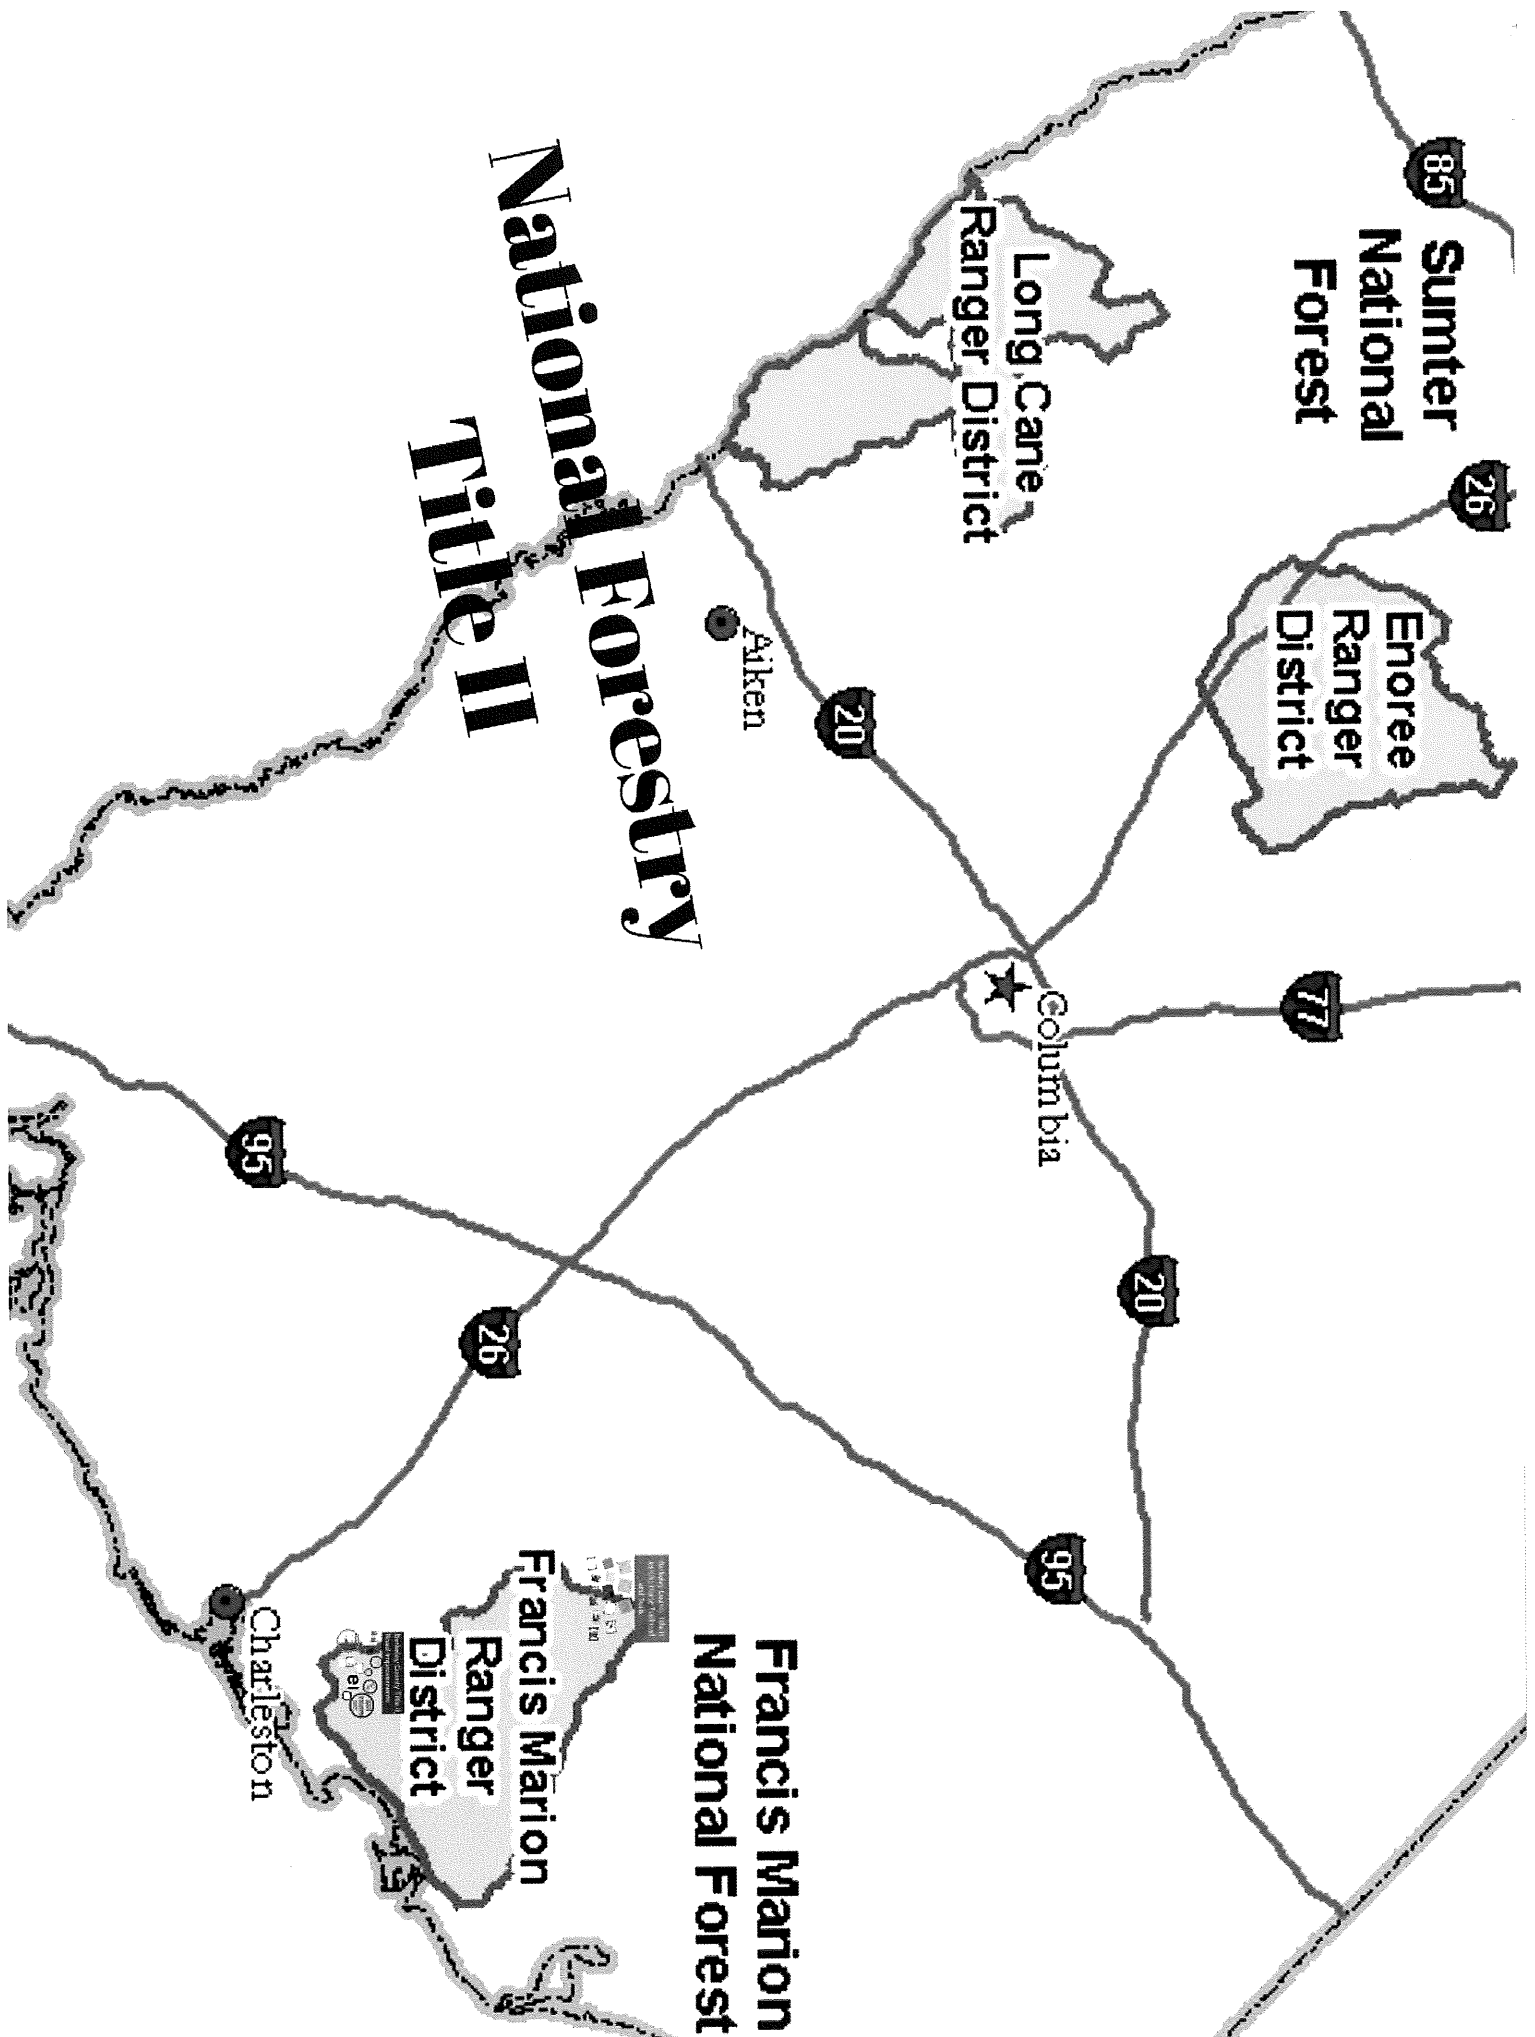 85
Sumter
National
Forest
26
Enoree
Ranger
District
77
Long Cane
Ranger District
20
Aiken
Columbia
20
National Forestry
Title II
95
26
95
Francis Marion
National Forest
Francis Marion
Ranger
District
Charleston